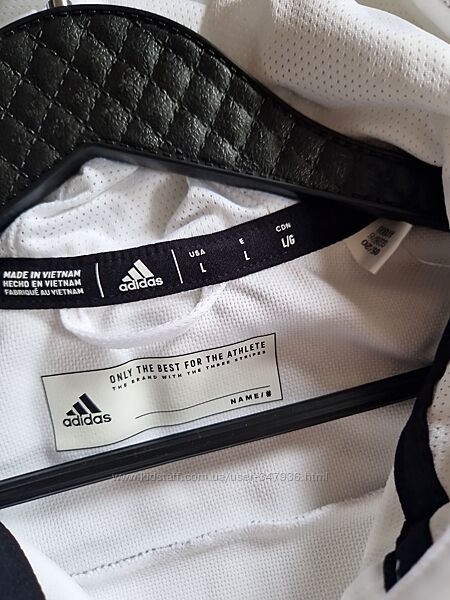 MADE IN VIETNAM
HECHO EN VIETNAM
FABRIQUÉ AU VIETNAM
adidas
USA
L
E
L
CDN
L/G
ONLY THE BEST FOR THE ATHLETE
THE BRAND WITH THE THREE STRIPES
adidas
NAME/#